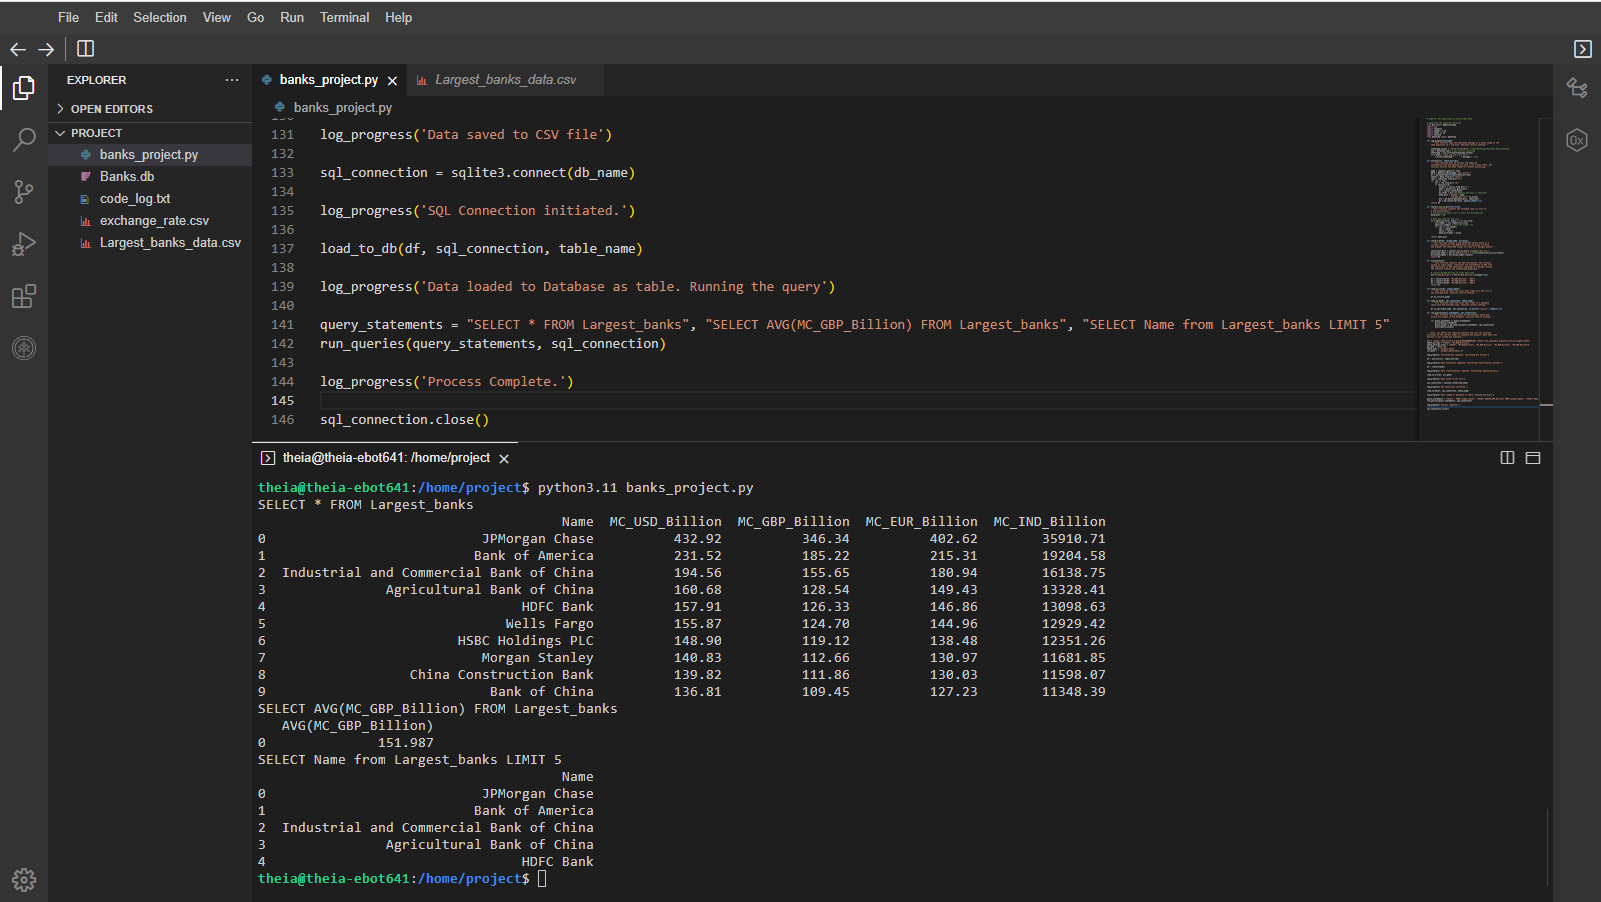 File Edit Selection View Go Run Terminal Help
EXPLORER ...
OPEN EDITORS
PROJECT
banks_project.py
Banks.db
code_log.txt
exchange_rate.csv
Largest_banks_data.csv
banks_project.py Largest_banks_data.csv
banks_project.py
131 log_progress('Data saved to CSV file')
132
133 sql_connection = sqlite3.connect(db_name)
134
135 log_progress('SQL Connection initiated.')
136
137 load_to_db(df, sql_connection, table_name)
138
139 log_progress('Data loaded to Database as table. Running the query')
140
141 query_statements = "SELECT * FROM Largest_banks", "SELECT AVG(MC_GBP_Billion) FROM Largest_banks", "SELECT Name from Largest_banks LIMIT 5"
142 run_queries(query_statements, sql_connection)
143
144 log_progress('Process Complete.')
145
146 sql_connection.close()
theia@theia-ebot641: /home/project
theia@theia-ebot641:/home/project$ python3.11 banks_project.py
SELECT * FROM Largest_banks
Name MC_USD_Billion MC_GBP_Billion MC_EUR_Billion MC_IND_Billion
0 JPMorgan Chase 432.92 346.34 402.62 35910.71
1 Bank of America 231.52 185.22 215.31 19204.58
2 Industrial and Commercial Bank of China 194.56 155.65 180.94 16138.75
3 Agricultural Bank of China 160.68 128.54 149.43 13328.41
4 HDFC Bank 157.91 126.33 146.86 13098.63
5 Wells Fargo 155.87 124.70 144.96 12929.42
6 HSBC Holdings PLC 148.90 119.12 138.48 12351.26
7 Morgan Stanley 140.83 112.66 130.97 11681.85
8 China Construction Bank 139.82 111.86 130.03 11598.07
9 Bank of China 136.81 109.45 127.23 11348.39
SELECT AVG(MC_GBP_Billion) FROM Largest_banks
AVG(MC_GBP_Billion)
0 151.987
SELECT Name from Largest_banks LIMIT 5
Name
0 JPMorgan Chase
1 Bank of America
2 Industrial and Commercial Bank of China
3 Agricultural Bank of China
4 HDFC Bank
theia@theia-ebot641:/home/project$
0x